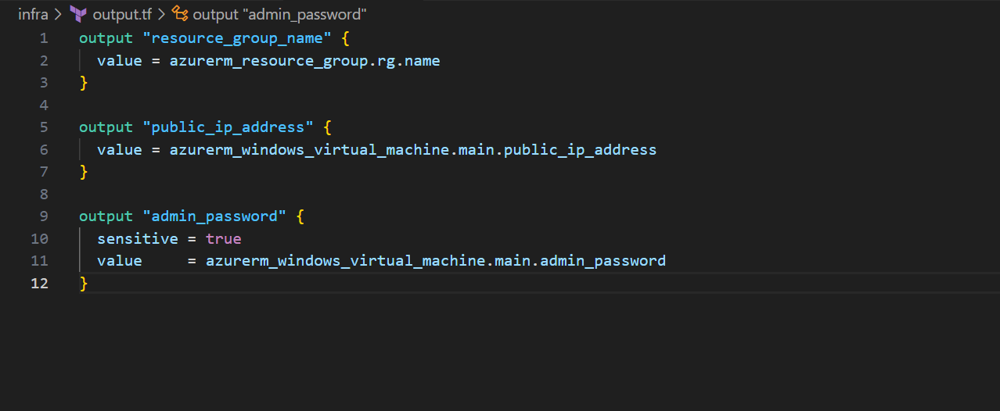 infra > output.tf > output "admin_password"
1 output "resource_group_name" {
2   value = azurerm_resource_group.rg.name
3 }
4
5 output "public_ip_address" {
6   value = azurerm_windows_virtual_machine.main.public_ip_address
7 }
8
9 output "admin_password" {
10   sensitive = true
11   value     = azurerm_windows_virtual_machine.main.admin_password
12 }